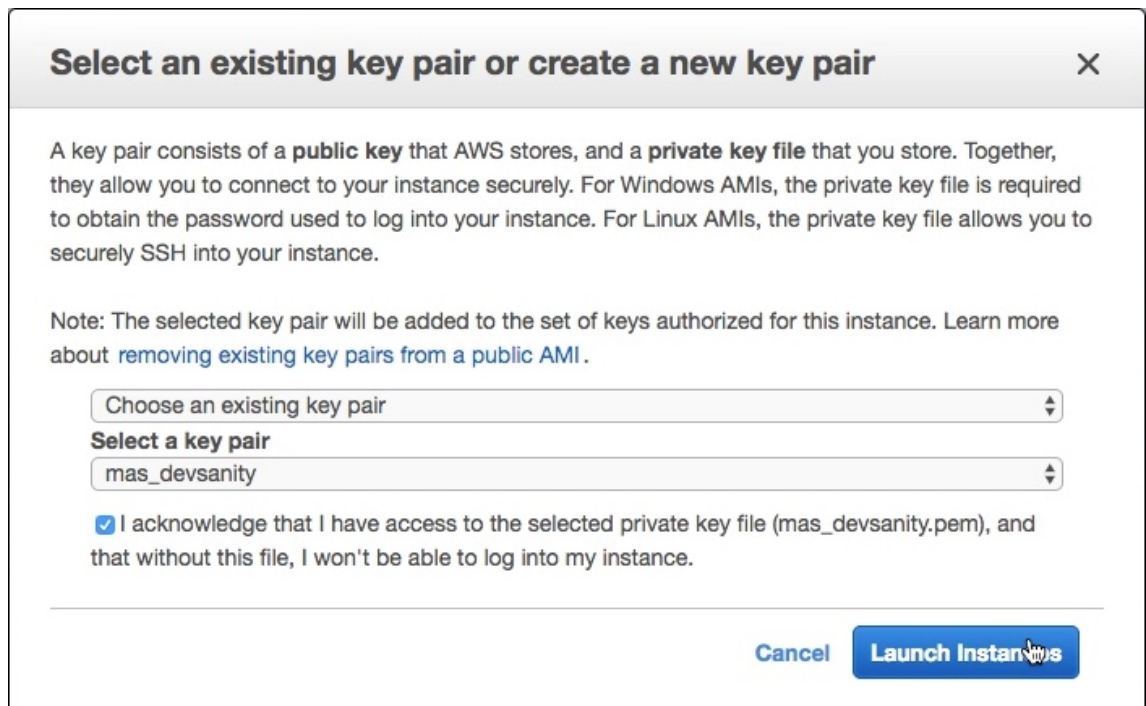 Select an existing key pair or create a new key pair
A key pair consists of a public key that AWS stores, and a private key file that you store. Together,
they allow you to connect to your instance securely. For Windows AMIs, the private key file is required
to obtain the password used to log into your instance. For Linux AMIs, the private key file allows you to
securely SSH into your instance.
Note: The selected key pair will be added to the set of keys authorized for this instance. Learn more
about removing existing key pairs from a public AMI.
Choose an existing key pair
Select a key pair
mas_devsanity
I acknowledge that I have access to the selected private key file (mas_devsanity.pem), and
that without this file, I won't be able to log into my instance.
Cancel Launch Instances